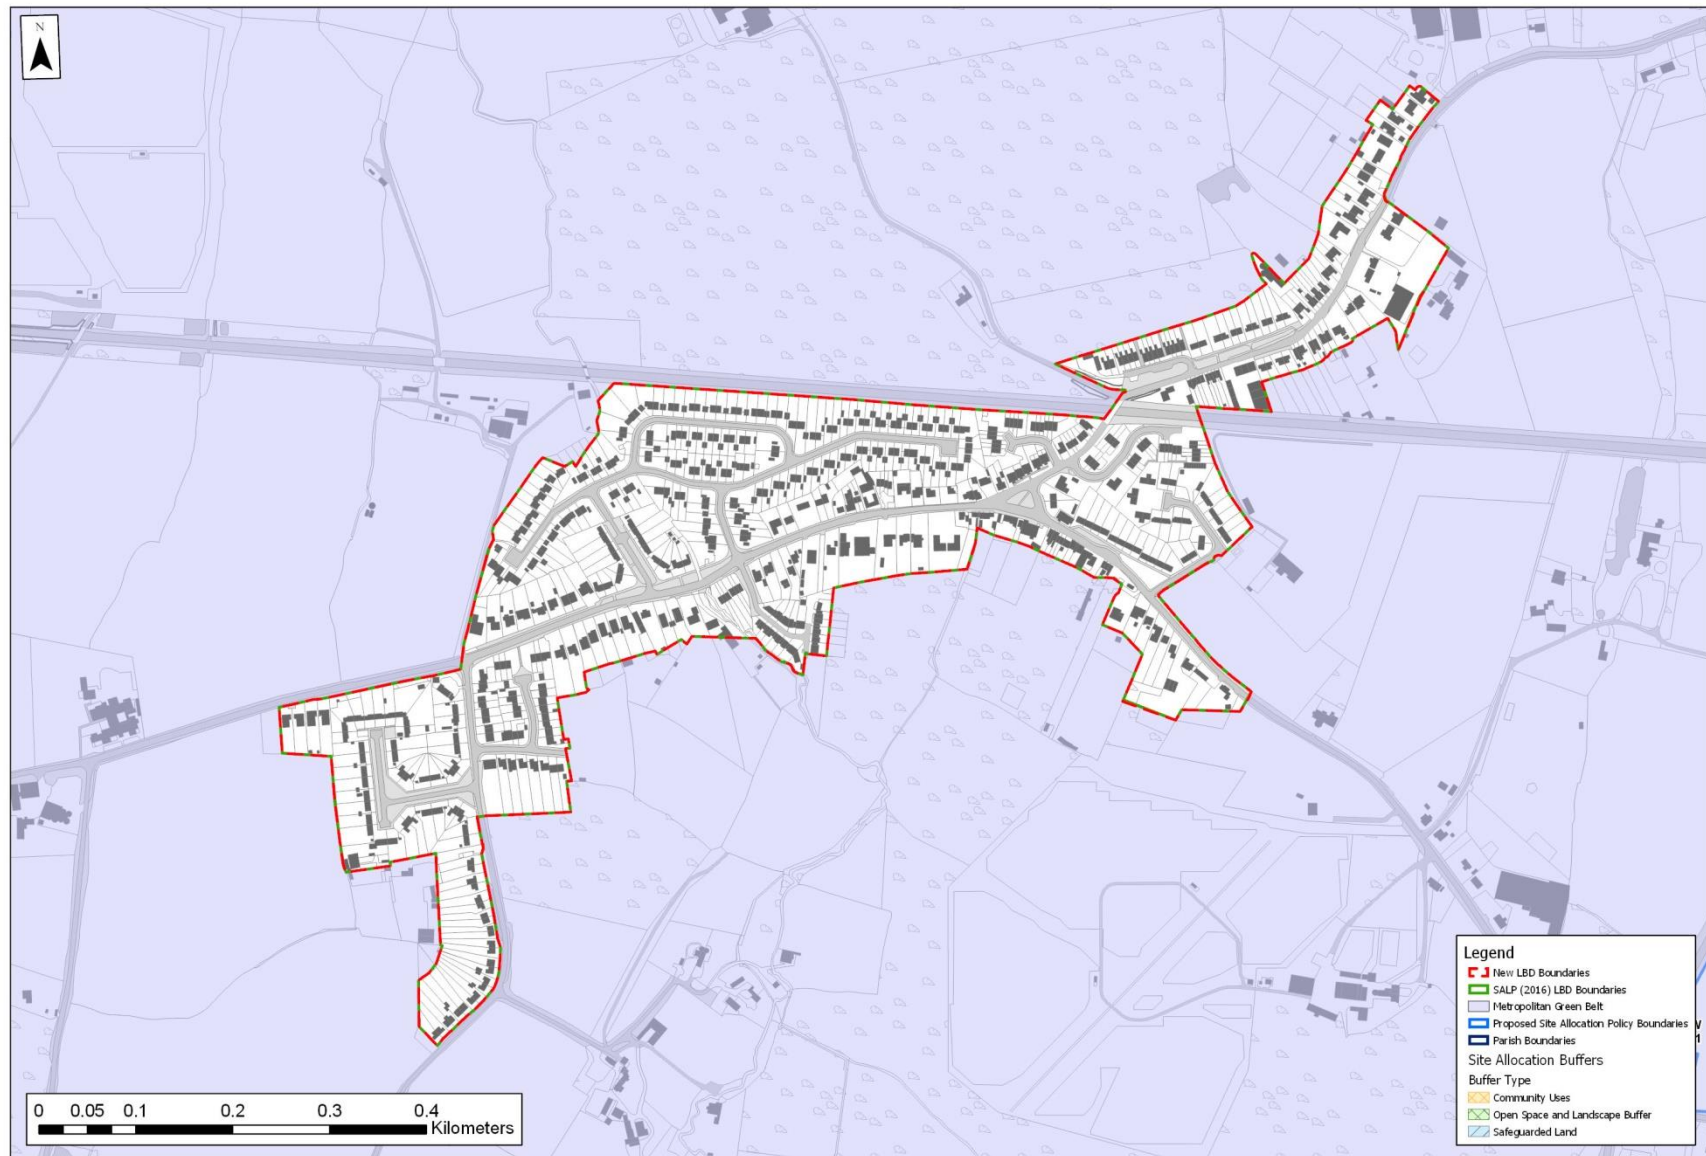 N
Legend
New LBD Boundaries
SALP (2016) LBD Boundaries
Metropolitan Green Belt
Proposed Site Allocation Policy Boundaries
Parish Boundaries
Site Allocation Buffers
Buffer Type
Community Uses
Open Space and Landscape Buffer
Safeguarded Land
0 0.05 0.1 0.2 0.3 0.4
Kilometers